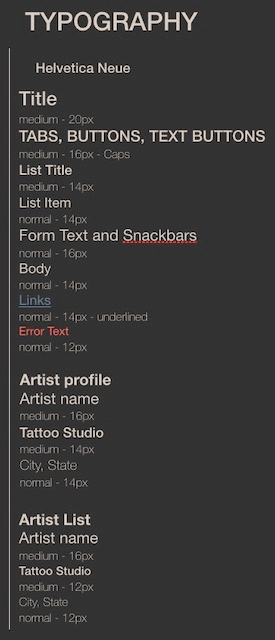 TYPOGRAPHY
Helvetica Neue
Title
medium - 20px
TABS, BUTTONS, TEXT BUTTONS
medium - 16px - Caps
List Title
medium - 14px
List Item
normal - 14px
Form Text and Snackbars
normal - 16px
Body
normal - 14px
Links
normal - 14px - underlined
Error Text
normal - 12px
Artist profile
Artist name
medium - 16px
Tattoo Studio
medium - 14px
City, State
normal - 14px
Artist List
Artist name
medium - 16px
Tattoo Studio
medium - 12px
City, State
normal - 12px